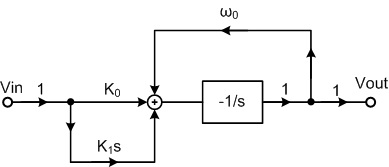 ω₀
Vin 1 K₀ + -1/s 1 1 Vout
K₁s